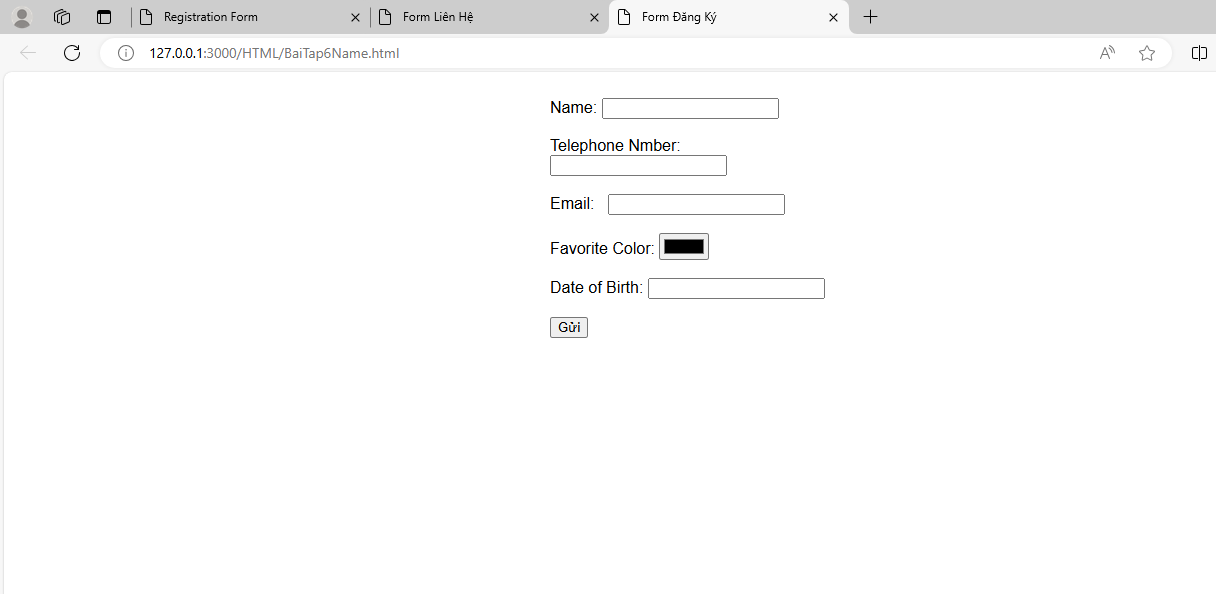 Registration Form
Form Liên Hệ
Form Đăng Ký
127.0.0.1:3000/HTML/BaiTap6Name.html
Name:
Telephone Nmber:
Email:
Favorite Color:
Date of Birth:
Gửi